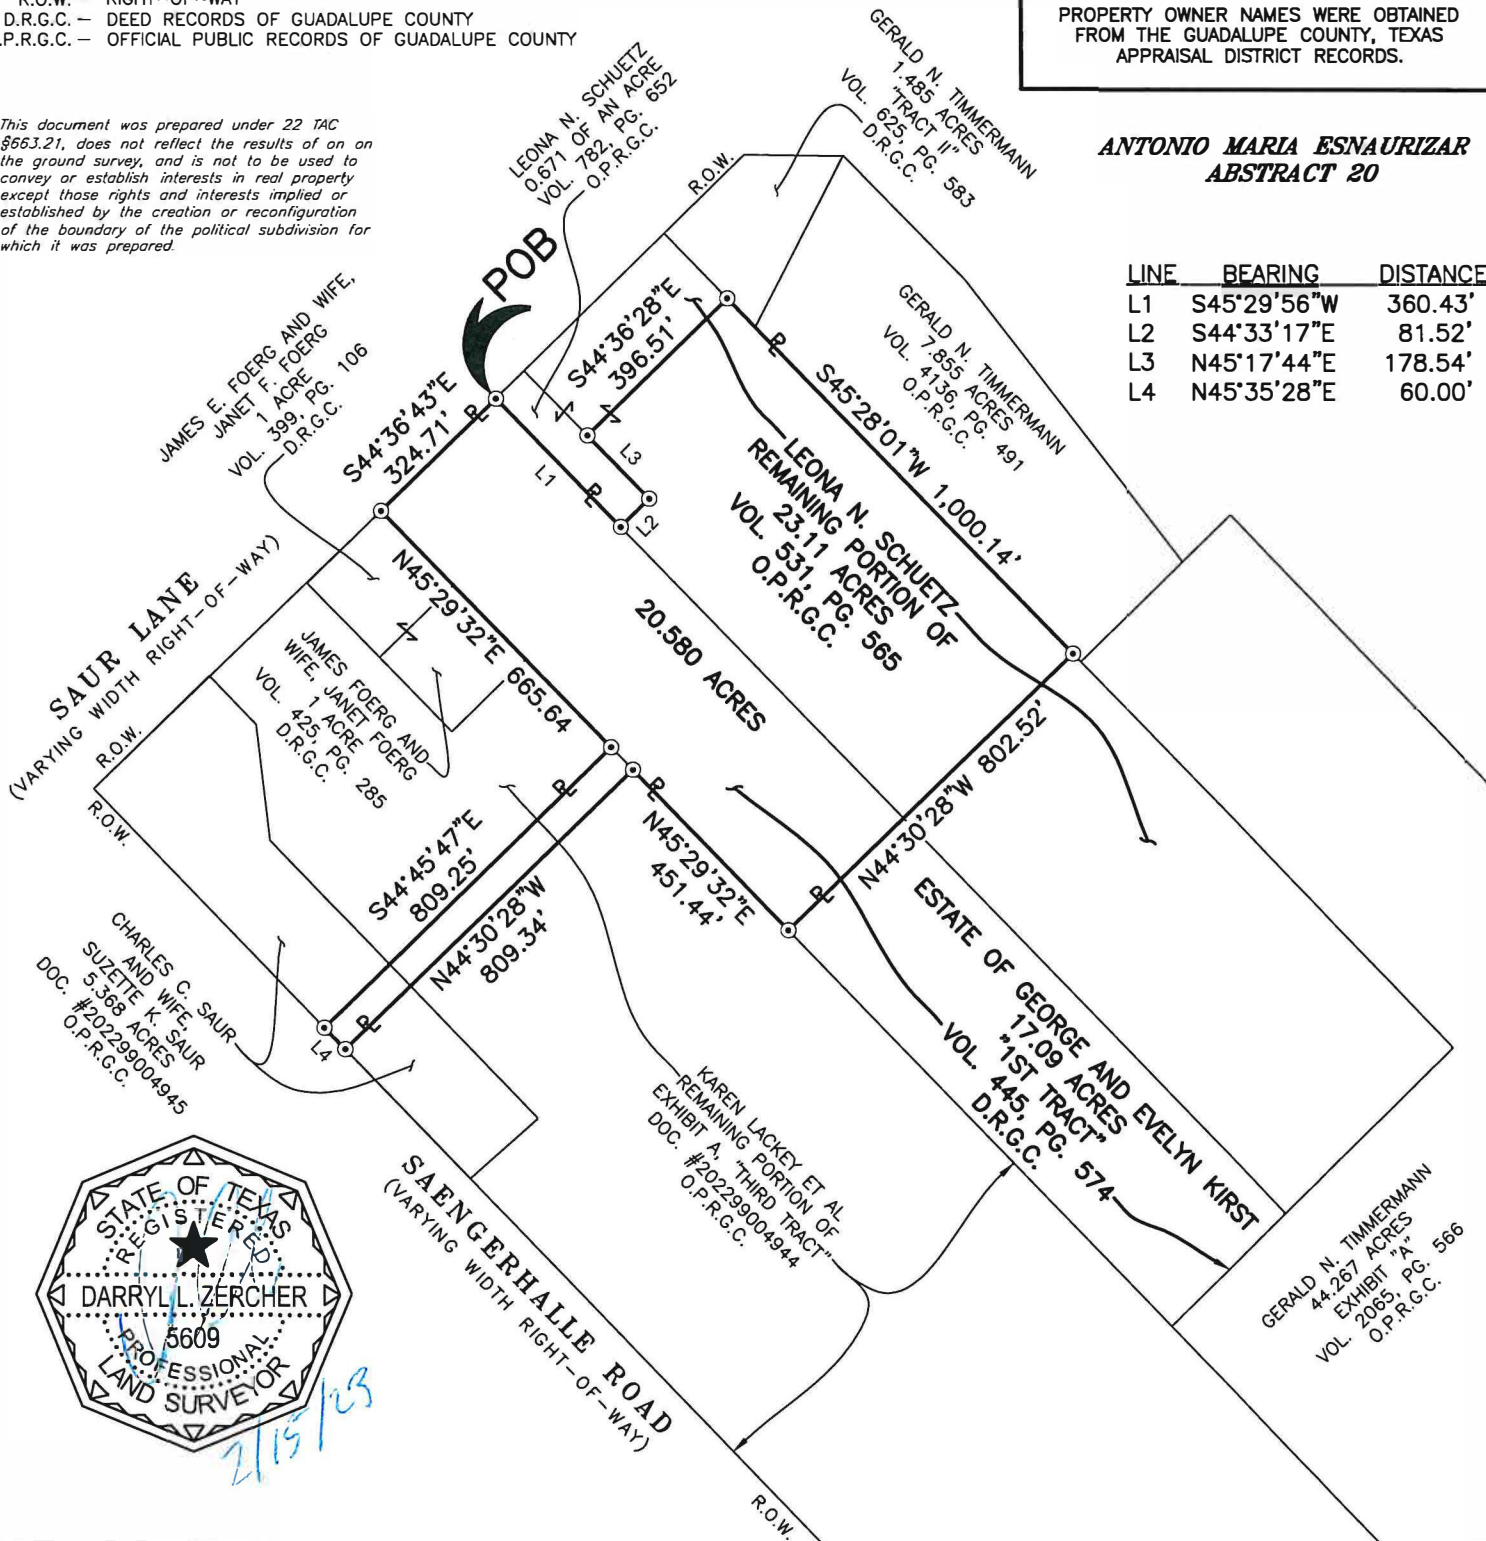 R.O.W. – RIGHT-OF-WAY
D.R.G.C. – DEED RECORDS OF GUADALUPE COUNTY
.P.R.G.C. – OFFICIAL PUBLIC RECORDS OF GUADALUPE COUNTY
PROPERTY OWNER NAMES WERE OBTAINED
FROM THE GUADALUPE COUNTY, TEXAS
APPRAISAL DISTRICT RECORDS.
This document was prepared under 22 TAC
§663.21, does not reflect the results of on on
the ground survey, and is not to be used to
convey or establish interests in real property
except those rights and interests implied or
established by the creation or reconfiguration
of the boundary of the political subdivision for
which it was prepared.
ANTONIO MARIA ESNAURIZAR
ABSTRACT 20
LINE BEARING DISTANCE
L1 S45°29'56"W 360.43'
L2 S44°33'17"E 81.52'
L3 N45°17'44"E 178.54'
L4 N45°35'28"E 60.00'
LEONA N. SCHUETZ
0.671 OF AN ACRE
VOL. 782, PG. 652
O.P.R.G.C.
GERALD N. TIMMERMANN
1.485 ACRES
"TRACT II"
VOL. 625, PG. 583
D.R.G.C.
R.O.W.
POB
JAMES E. FOERG AND WIFE,
JANET F. FOERG
1 ACRE
VOL. 399, PG. 106
D.R.G.C.
S44°36'43"E
324.71'
S44°36'28"E
396.51'
GERALD N. TIMMERMANN
7.855 ACRES
VOL. 4136, PG. 491
O.P.R.G.C.
S45°28'01"W 1,000.14'
L1
L3
L2
LEONA N. SCHUETZ
REMAINING PORTION OF
23.11 ACRES
VOL. 531, PG. 565
O.P.R.G.C.
SAUR LANE
(VARYING WIDTH RIGHT-OF-WAY)
R.O.W.
R.O.W.
N45°29'32"E 665.64
20.580 ACRES
JAMES FOERG AND
WIFE, JANET FOERG
1 ACRE
VOL. 425, PG. 285
D.R.G.C.
N44°30'28"W 802.52'
S44°45'47"E
809.25'
N44°30'28"W
809.34'
N45°29'32"E
451.44'
CHARLES C. SAUR
AND WIFE,
SUZETTE K. SAUR
5.368 ACRES
DOC. #202299004945
O.P.R.G.C.
L4
ESTATE OF GEORGE AND EVELYN KIRST
17.09 ACRES
"1ST TRACT"
VOL. 445, PG. 574
D.R.G.C.
KAREN LACKEY ET AL
REMAINING PORTION OF
EXHIBIT A, "THIRD TRACT"
DOC. #202299004944
O.P.R.G.C.
GERALD N. TIMMERMANN
44.267 ACRES
EXHIBIT "A"
VOL. 2065, PG. 566
O.P.R.G.C.
SAENGERHALLE ROAD
(VARYING WIDTH RIGHT-OF-WAY)
R.O.W.
STATE OF TEXAS
REGISTERED
DARRYL L. ZERCHER
5609
PROFESSIONAL
LAND SURVEYOR
2/15/23